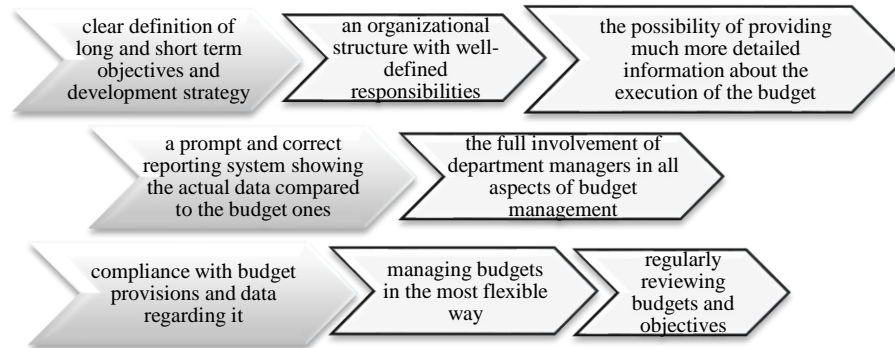 clear definition of
long and short term
objectives and
development strategy
an organizational
structure with well-
defined
responsibilities
the possibility of providing
much more detailed
information about the
execution of the budget
a prompt and correct
reporting system showing
the actual data compared
to the budget ones
the full involvement of
department managers in all
aspects of budget
management
compliance with budget
provisions and data
regarding it
managing budgets
in the most flexible
way
regularly
reviewing
budgets and
objectives